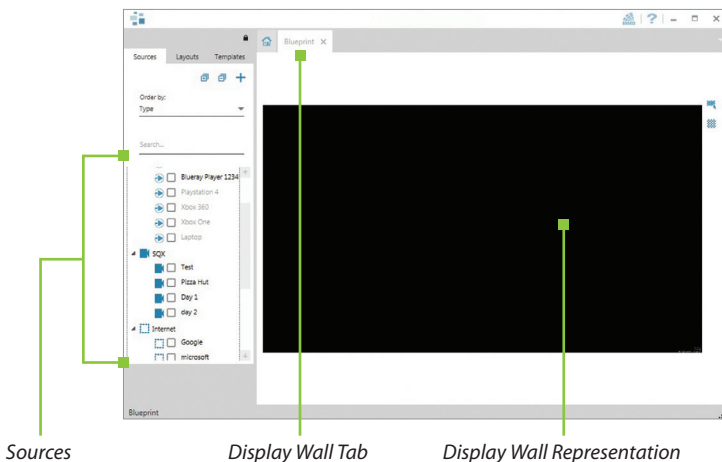 ?
Blueprint
Sources Layouts Templates
Order by:
Type
Search...
Blueray Player 1234
Playstation 4
Xbox 360
Xbox One
Laptop
SQX
Test
Pizza Hut
Day 1
day 2
Internet
Google
microsoft
Blueprint
Sources Display Wall Tab Display Wall Representation